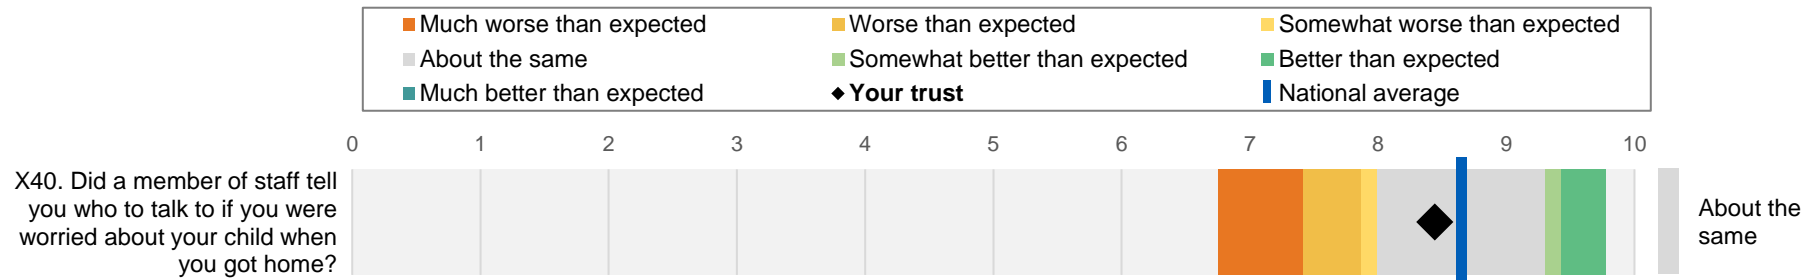 Much worse than expected
Worse than expected
Somewhat worse than expected
About the same
Somewhat better than expected
Better than expected
Much better than expected
Your trust
National average
0 1 2 3 4 5 6 7 8 9 10
X40. Did a member of staff tell
you who to talk to if you were
worried about your child when
you got home?
About the
same